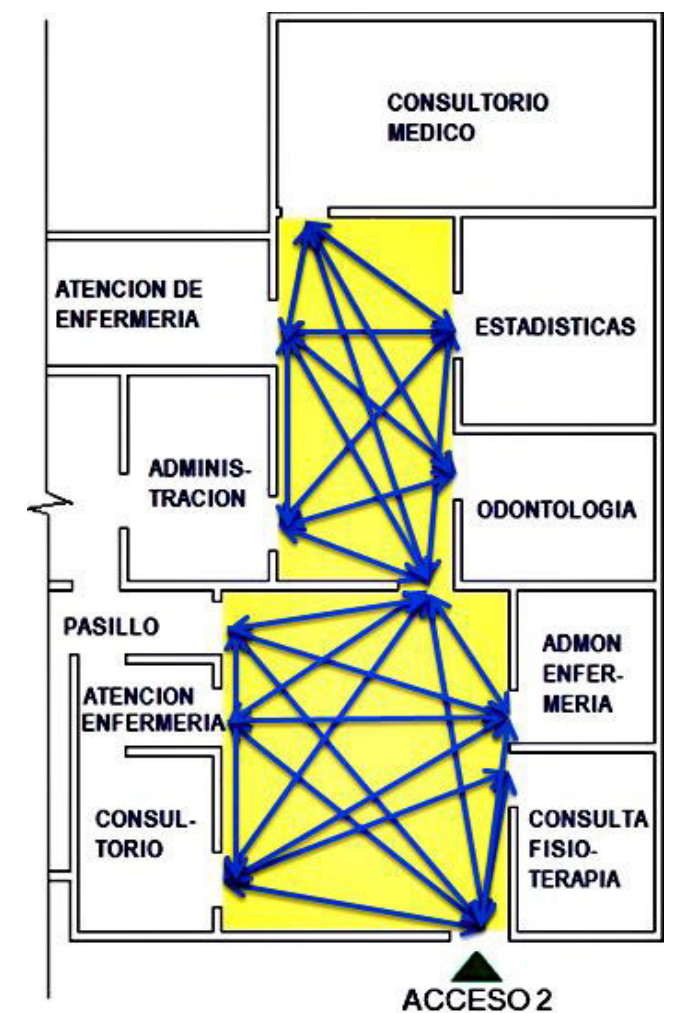 CONSULTORIO
MEDICO
ATENCION DE
ENFERMERIA
ESTADISTICAS
ADMINIS-
TRACION
ODONTOLOGIA
PASILLO
ADMON
ENFER-
MERIA
ATENCION
ENFERMERIA
CONSUL-
TORIO
CONSULTA
FISIO-
TERAPIA
ACCESO 2